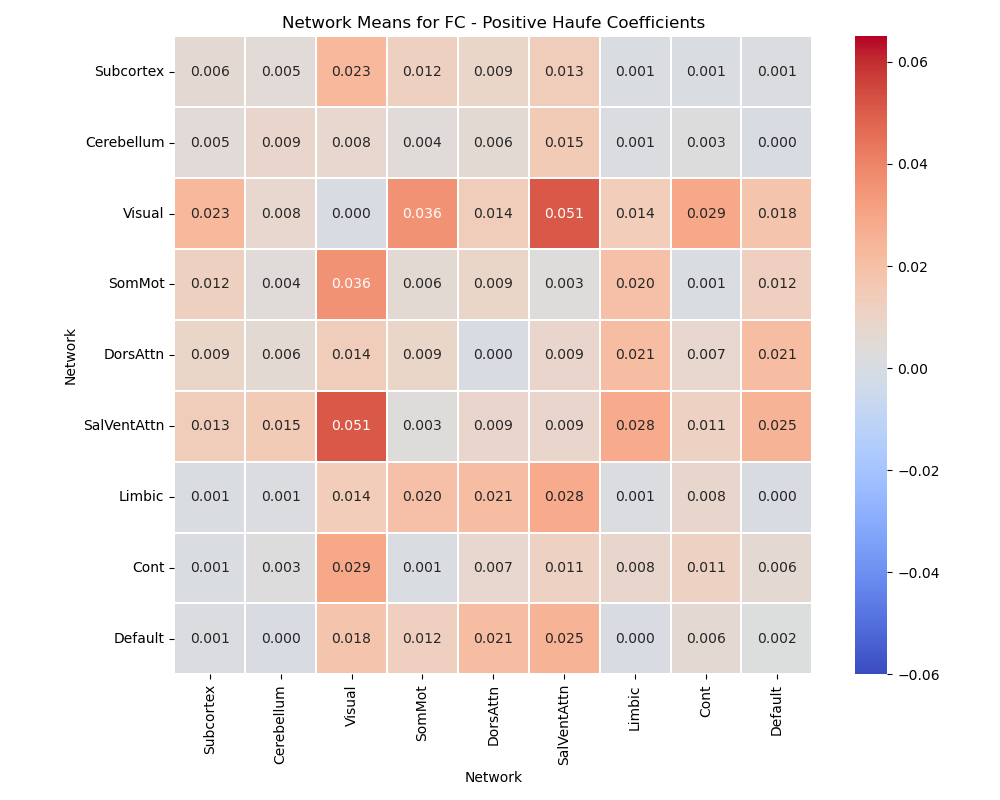 Network Means for FC - Positive Haufe Coefficients
Network
Subcortex 0.006 0.005 0.023 0.012 0.009 0.013 0.001 0.001 0.001
Cerebellum 0.005 0.009 0.008 0.004 0.006 0.015 0.001 0.003 0.000
Visual 0.023 0.008 0.000 0.036 0.014 0.051 0.014 0.029 0.018
SomMot 0.012 0.004 0.036 0.006 0.009 0.003 0.020 0.001 0.012
DorsAttn 0.009 0.006 0.014 0.009 0.000 0.009 0.021 0.007 0.021
SalVentAttn 0.013 0.015 0.051 0.003 0.009 0.009 0.028 0.011 0.025
Limbic 0.001 0.001 0.014 0.020 0.021 0.028 0.001 0.008 0.000
Cont 0.001 0.003 0.029 0.001 0.007 0.011 0.008 0.011 0.006
Default 0.001 0.000 0.018 0.012 0.021 0.025 0.000 0.006 0.002
Subcortex Cerebellum Visual SomMot DorsAttn SalVentAttn Limbic Cont Default
Network
0.06
0.04
0.02
0.00
−0.02
−0.04
−0.06